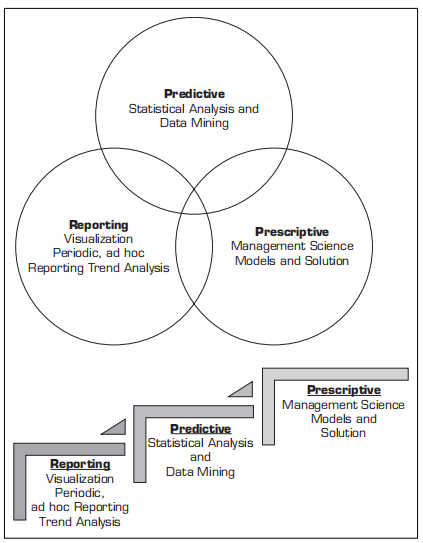 Predictive
Statistical Analysis and
Data Mining
Reporting
Visualization
Periodic, ad hoc
Reporting Trend Analysis
Prescriptive
Management Science
Models and Solution
Prescriptive
Management Science
Models and
Solution
Predictive
Statistical Analysis
and
Data Mining
Reporting
Visualization
Periodic,
ad hoc Reporting
Trend Analysis